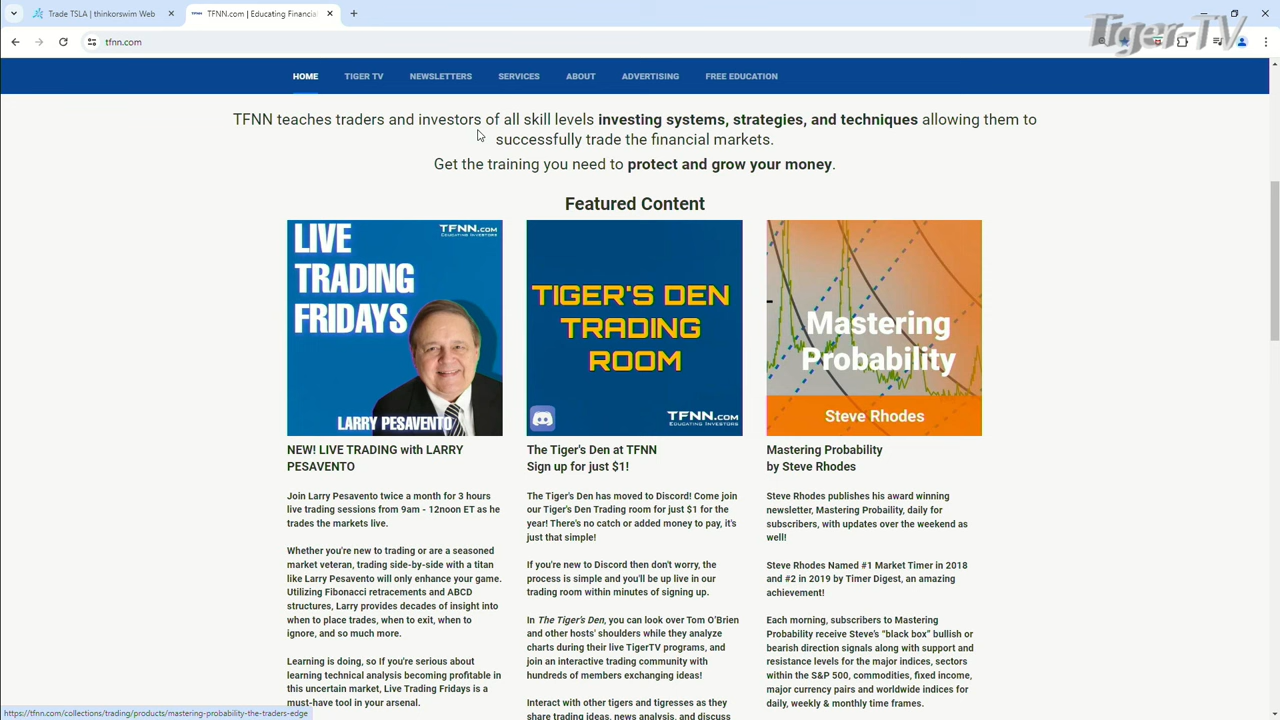 Trade TSLA | thinkorswim Web
TFNN.com | Educating Financia
Tiger-TV
tfnn.com
HOME TIGER TV NEWSLETTERS SERVICES ABOUT ADVERTISING FREE EDUCATION
TFNN teaches traders and investors of all skill levels investing systems, strategies, and techniques allowing them to
successfully trade the financial markets.
Get the training you need to protect and grow your money.
Featured Content
LIVE
TRADING
FRIDAYS
TFNN.COM
EDUCATING INVESTORS
LARRY PESAVENTO
NEW! LIVE TRADING with LARRY
PESAVENTO
Join Larry Pesavento twice a month for 3 hours
live trading sessions from 9am - 12noon ET as he
trades the markets live.
Whether you're new to trading or are a seasoned
market veteran, trading side-by-side with a titan
like Larry Pesavento will only enhance your game.
Utilizing Fibonacci retracements and ABCD
structures, Larry provides decades of insight into
when to place trades, when to exit, when to
ignore, and so much more.
Learning is doing, so If you're serious about
learning technical analysis becoming profitable in
this uncertain market, Live Trading Fridays is a
must-have tool in your arsenal.
TIGER'S DEN
TRADING
ROOM
TFNN.COM
EDUCATING INVESTORS
The Tiger's Den at TFNN
Sign up for just $1!
The Tiger's Den has moved to Discord! Come join
our Tiger's Den Trading room for just $1 for the
year! There's no catch or added money to pay, it's
just that simple!
If you're new to Discord then don't worry, the
process is simple and you'll be up live in our
trading room within minutes of signing up.
In The Tiger's Den, you can look over Tom O'Brien
and other hosts' shoulders while they analyze
charts during their live TigerTV programs, and
join an interactive trading community with
hundreds of members exchanging ideas!
Interact with other tigers and tigresses as they
share trading ideas, news analysis, and discuss
Mastering
Probability
Steve Rhodes
Mastering Probability
by Steve Rhodes
Steve Rhodes publishes his award winning
newsletter, Mastering Probaility, daily for
subscribers, with updates over the weekend as
well!
Steve Rhodes Named #1 Market Timer in 2018
and #2 in 2019 by Timer Digest, an amazing
achievement!
Each morning, subscribers to Mastering
Probability receive Steve's “black box” bullish or
bearish direction signals along with support and
resistance levels for the major indices, sectors
within the S&P 500, commodities, fixed income,
major currency pairs and worldwide indices for
daily, weekly & monthly time frames.
https://tfnn.com/collections/trading/products/mastering-probability-the-traders-edge